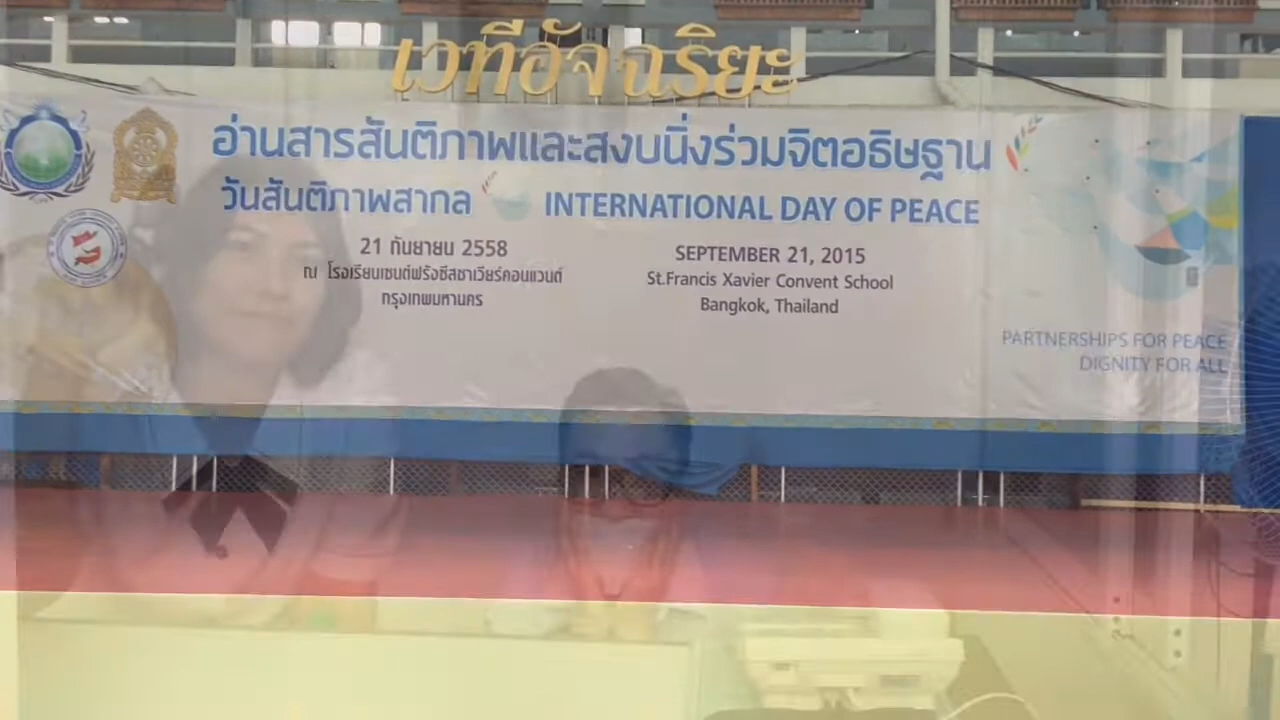 เวทีอัจฉริยะ
อ่านสารสันติภาพและสงบนิ่งร่วมจิตอธิษฐาน
วันสันติภาพสากล INTERNATIONAL DAY OF PEACE
21 กันยายน 2558
ณ โรงเรียนเซนต์ฟรังซีสซาเวียร์คอนแวนต์
กรุงเทพมหานคร
SEPTEMBER 21, 2015
St.Francis Xavier Convent School
Bangkok, Thailand
PARTNERSHIPS FOR PEACE
DIGNITY FOR ALL